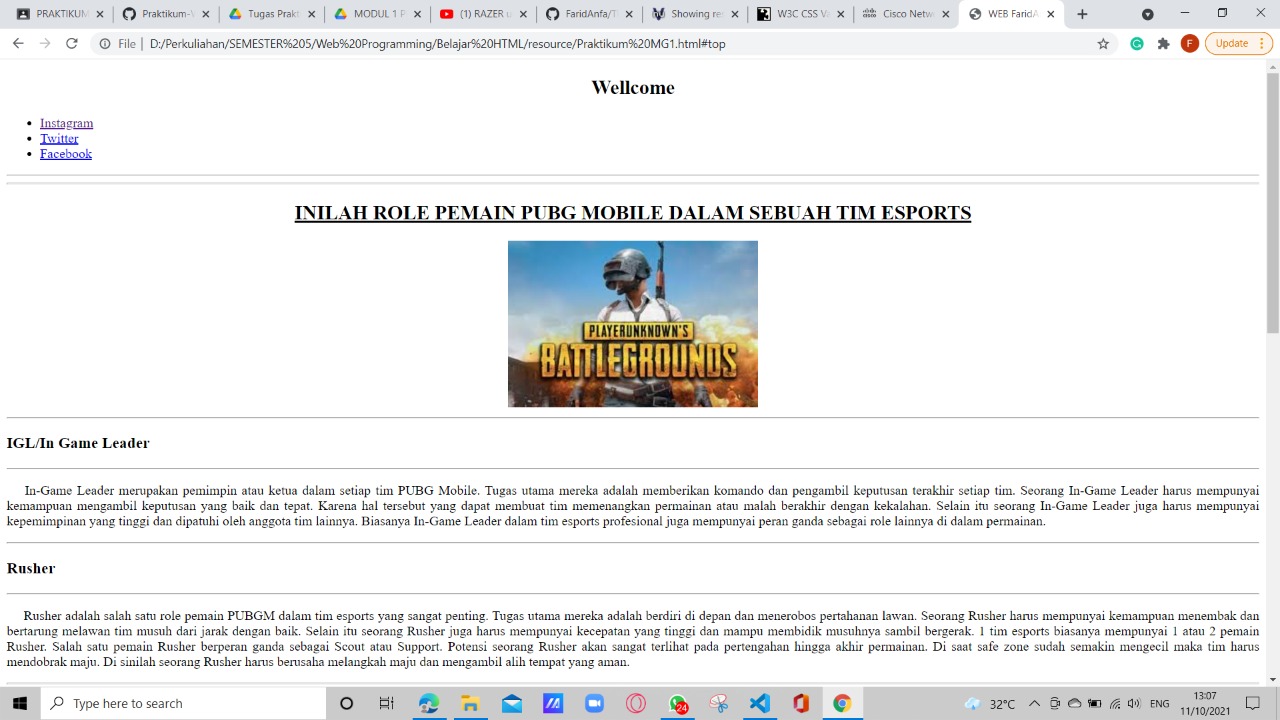 PRAKTIKUM
Praktikum-
Tugas Prakt
MODUL 1 P
(1) RAZER u
FaridAnfa/T
Showing res
W3C CSS Va
Cisco Netw
WEB FaridA
File | D:/Perkuliahan/SEMESTER%205/Web%20Programming/Belajar%20HTML/resource/Praktikum%20MG1.html#top
F
Update
Wellcome
Instagram
Twitter
Facebook
INILAH ROLE PEMAIN PUBG MOBILE DALAM SEBUAH TIM ESPORTS
PLAYERUNKNOWN'S
BATTLEGROUNDS
IGL/In Game Leader
In-Game Leader merupakan pemimpin atau ketua dalam setiap tim PUBG Mobile. Tugas utama mereka adalah memberikan komando dan pengambil keputusan terakhir setiap tim. Seorang In-Game Leader harus mempunyai
kemampuan mengambil keputusan yang baik dan tepat. Karena hal tersebut yang dapat membuat tim memenangkan permainan atau malah berakhir dengan kekalahan. Selain itu seorang In-Game Leader juga harus mempunyai
kepemimpinan yang tinggi dan dipatuhi oleh anggota tim lainnya. Biasanya In-Game Leader dalam tim esports profesional juga mempunyai peran ganda sebagai role lainnya di dalam permainan.
Rusher
Rusher adalah salah satu role pemain PUBGM dalam tim esports yang sangat penting. Tugas utama mereka adalah berdiri di depan dan menerobos pertahanan lawan. Seorang Rusher harus mempunyai kemampuan menembak dan
bertarung melawan tim musuh dari jarak dengan baik. Selain itu seorang Rusher juga harus mempunyai kecepatan yang tinggi dan mampu membidik musuhnya sambil bergerak. 1 tim esports biasanya mempunyai 1 atau 2 pemain
Rusher. Salah satu pemain Rusher berperan ganda sebagai Scout atau Support. Potensi seorang Rusher akan sangat terlihat pada pertengahan hingga akhir permainan. Di saat safe zone sudah semakin mengecil maka tim harus
mendobrak maju. Di sinilah seorang Rusher harus berusaha melangkah maju dan mengambil alih tempat yang aman.
Type here to search
24
32°C
ENG
13:07
11/10/2021